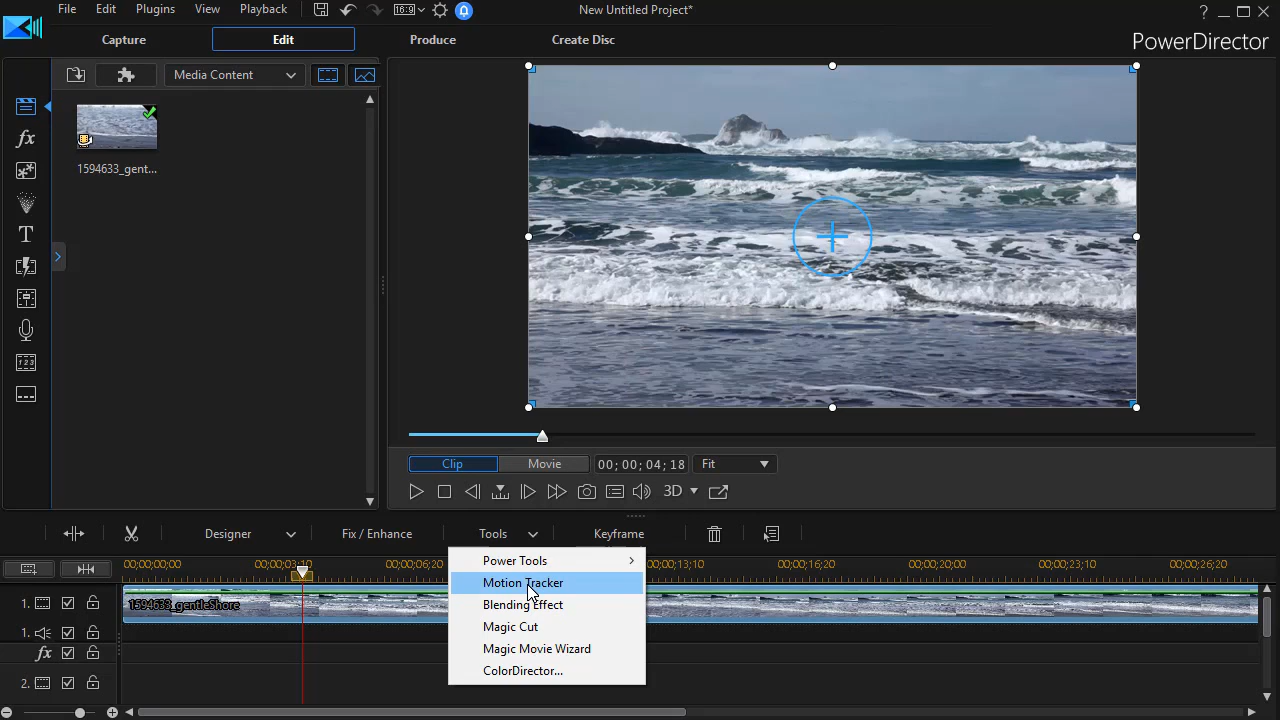 File Edit Plugins View Playback 16:9 New Untitled Project*
Capture Edit Produce Create Disc PowerDirector
Media Content
1594633_gent...
Clip Movie 00; 00; 04; 18 Fit
3D
Designer Fix / Enhance Tools Keyframe
00;00;00;00 00;00;03;10 00;00;06;20 00;00;13;10 00;00;16;20 00;00;20;00 00;00;23;10 00;00;26;20
Power Tools
Motion Tracker
Blending Effect
Magic Cut
Magic Movie Wizard
ColorDirector...
1. 1594633_gentleShore
1.
fx
2.